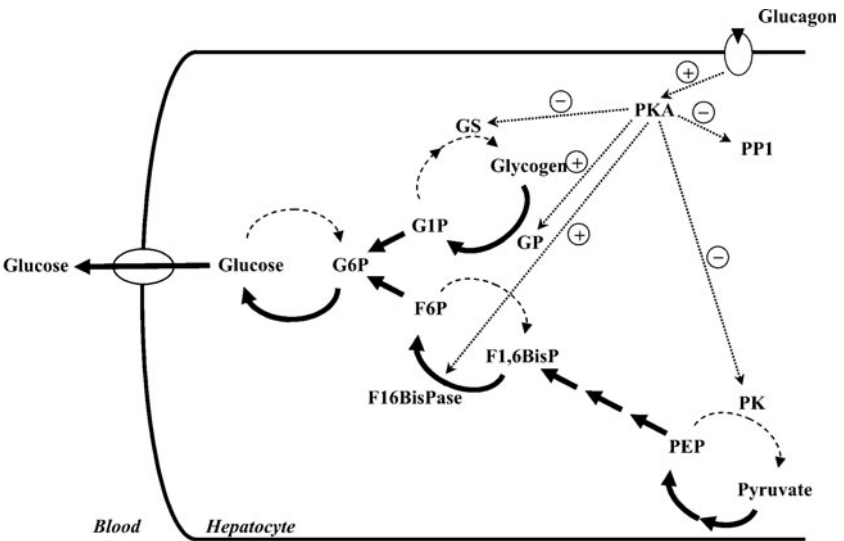 Glucagon
+
PKA
−
−
GS
PP1
Glycogen
+
G1P
GP
+
−
Glucose
Glucose
G6P
F6P
F1,6BisP
F16BisPase
PK
PEP
Pyruvate
Blood
Hepatocyte